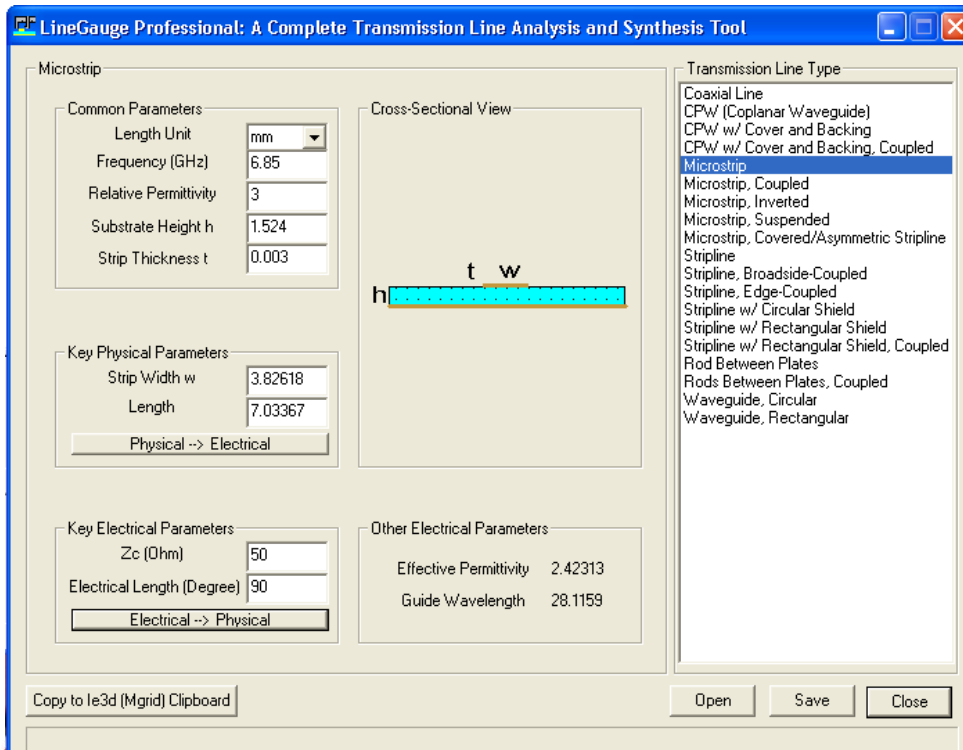 LineGauge Professional: A Complete Transmission Line Analysis and Synthesis Tool
Microstrip
Common Parameters
Length Unit mm
Frequency (GHz) 6.85
Relative Permittivity 3
Substrate Height h 1.524
Strip Thickness t 0.003
Key Physical Parameters
Strip Width w 3.82618
Length 7.03367
Physical --> Electrical
Key Electrical Parameters
Zc (Ohm) 50
Electrical Length (Degree) 90
Electrical --> Physical
Cross-Sectional View
t w
h
Other Electrical Parameters
Effective Permittivity 2.42313
Guide Wavelength 28.1159
Transmission Line Type
Coaxial Line
CPW (Coplanar Waveguide)
CPW w/ Cover and Backing
CPW w/ Cover and Backing, Coupled
Microstrip
Microstrip, Coupled
Microstrip, Inverted
Microstrip, Suspended
Microstrip, Covered/Asymmetric Stripline
Stripline
Stripline, Broadside-Coupled
Stripline, Edge-Coupled
Stripline w/ Circular Shield
Stripline w/ Rectangular Shield
Stripline w/ Rectangular Shield, Coupled
Rod Between Plates
Rods Between Plates, Coupled
Waveguide, Circular
Waveguide, Rectangular
Copy to Ie3d (Mgrid) Clipboard
Open Save Close